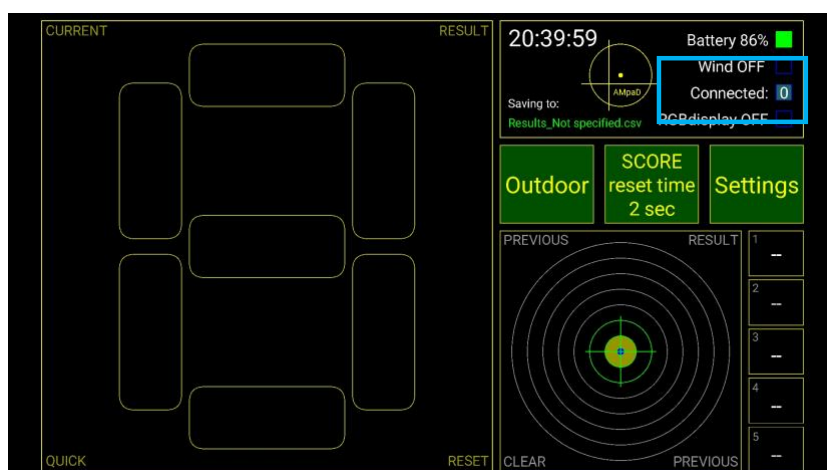 CURRENT
RESULT
QUICK
RESET
20:39:59
Battery 86%
Wind OFF
Connected: 0
RGBdisplay OFF
AMpaD
Saving to:
Results_Not specified.csv
Outdoor
SCORE
reset time
2 sec
Settings
PREVIOUS
RESULT
CLEAR
PREVIOUS
1
--
2
--
3
--
4
--
5
--